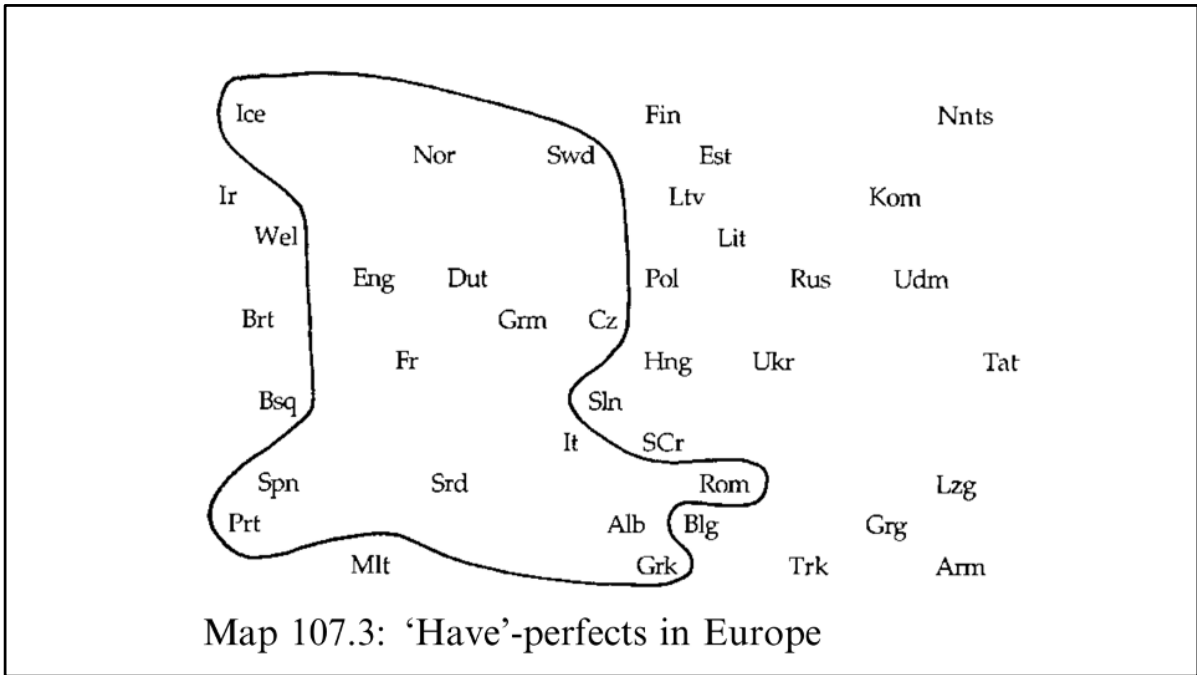 Ice Fin Nnts
Nor Swd Est
Ir Ltv Kom
Wel Lit
Eng Dut Pol Rus Udm
Brt Grm Cz
Fr Hng Ukr Tat
Bsq Sln
It SCr
Spn Srd Rom Lzg
Prt Alb Blg Grg
Mlt Grk Trk Arm
Map 107.3: ‘Have’-perfects in Europe